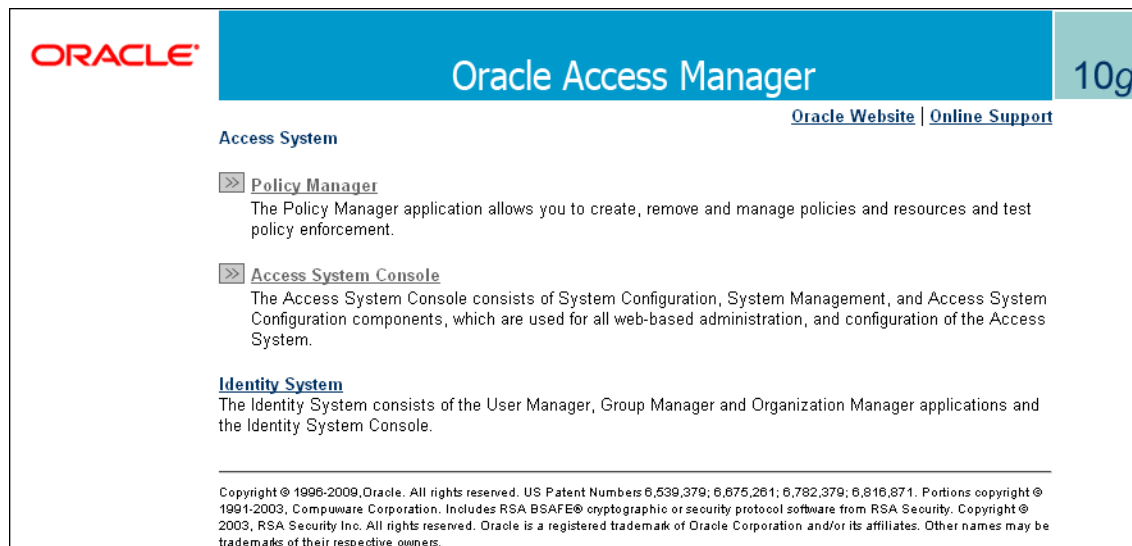 ORACLE®
Oracle Access Manager
10g
Oracle Website | Online Support
Access System
>> Policy Manager
The Policy Manager application allows you to create, remove and manage policies and resources and test
policy enforcement.
>> Access System Console
The Access System Console consists of System Configuration, System Management, and Access System
Configuration components, which are used for all web-based administration, and configuration of the Access
System.
Identity System
The Identity System consists of the User Manager, Group Manager and Organization Manager applications and
the Identity System Console.
Copyright © 1996-2009,Oracle. All rights reserved. US Patent Numbers 6,539,379; 6,675,261; 6,782,379; 6,816,871. Portions copyright ©
1991-2003, Compuware Corporation. Includes RSA BSAFE® cryptographic or security protocol software from RSA Security. Copyright ©
2003, RSA Security Inc. All rights reserved. Oracle is a registered trademark of Oracle Corporation and/or its affiliates. Other names may be
trademarks of their respective owners.